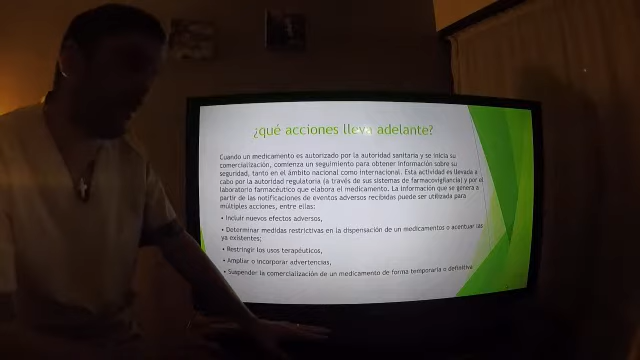 ¿qué acciones lleva adelante?
Cuando un medicamento es autorizado por la autoridad sanitaria y se inicia su
comercialización, comienza un seguimiento para obtener información sobre su
seguridad, tanto en el ámbito nacional como internacional. Esta actividad es llevada a
cabo por la autoridad regulatoria (a través de sus sistemas de farmacovigilancia) y por el
laboratorio farmacéutico que elabora el medicamento. La información que se genera a
partir de las notificaciones de eventos adversos recibidas puede ser utilizada para
múltiples acciones, entre ellas:
• Incluir nuevos efectos adversos,
• Determinar medidas restrictivas en la dispensación de un medicamentos o acentuar las
ya existentes;
• Restringir los usos terapéuticos,
• Ampliar o incorporar advertencias,
• Suspender la comercialización de un medicamento de forma temporaria o definitiva